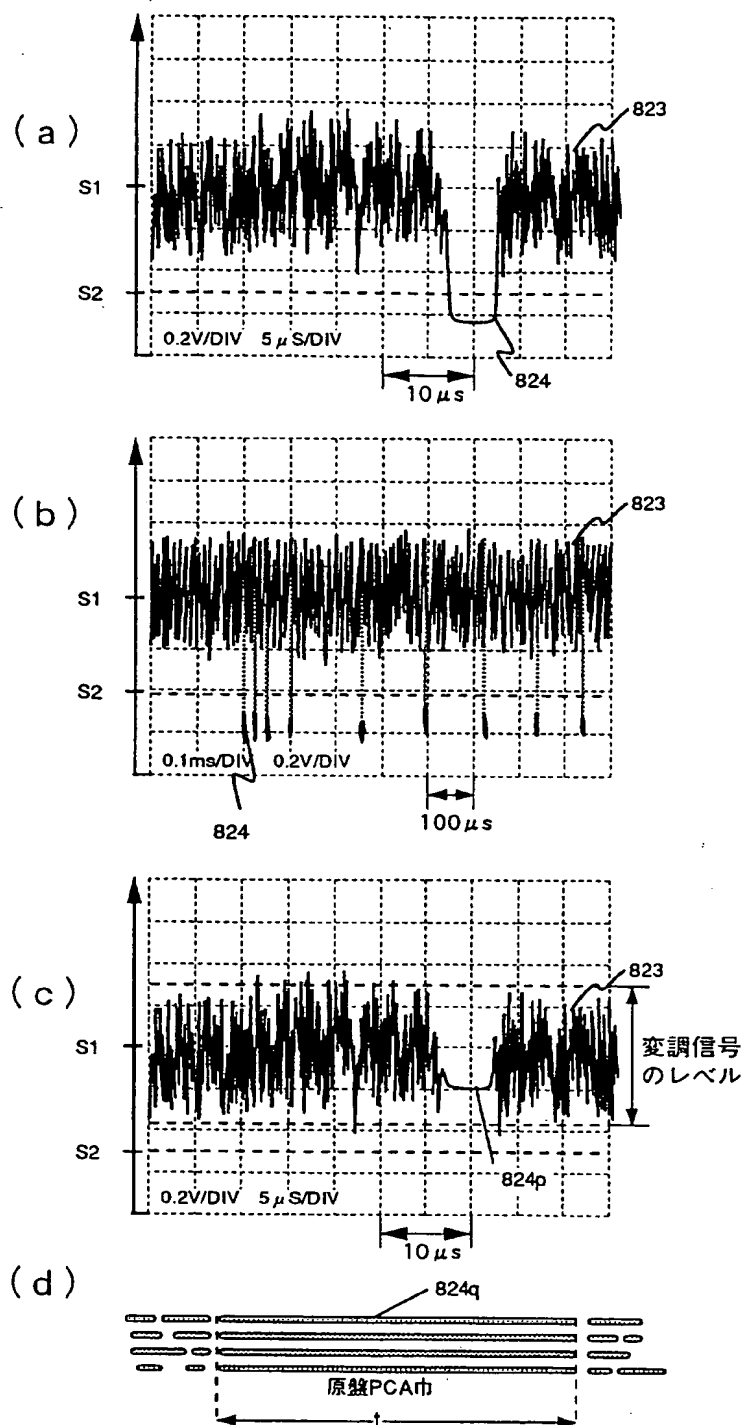 (a)
823
S1
S2
0.2V/DIV 5μS/DIV
824
10μs
(b)
823
S1
S2
0.1ms/DIV 0.2V/DIV
824
100μs
(c)
823
S1
変調信号
のレベル
S2
824p
0.2V/DIV 5μS/DIV
10μs
(d)
824q
原盤PCA巾
t